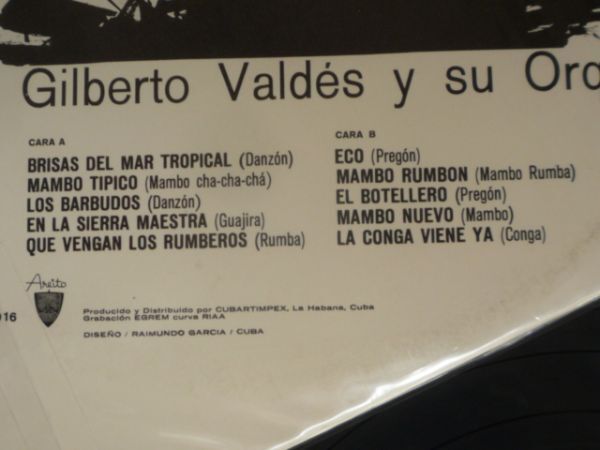 Gilberto Valdés y su Orq
CARA A
BRISAS DEL MAR TROPICAL (Danzón)
MAMBO TIPICO (Mambo cha-cha-chá)
LOS BARBUDOS (Danzón)
EN LA SIERRA MAESTRA (Guajira)
QUE VENGAN LOS RUMBEROS (Rumba)
CARA B
ECO (Pregón)
MAMBO RUMBON (Mambo Rumba)
EL BOTELLERO (Pregón)
MAMBO NUEVO (Mambo)
LA CONGA VIENE YA (Conga)
Areito
916
Producido y Distribuido por CUBARTIMPEX, La Habana, Cuba
Grabación EGREM curva RIAA
DISEÑO / RAIMUNDO GARCIA / CUBA